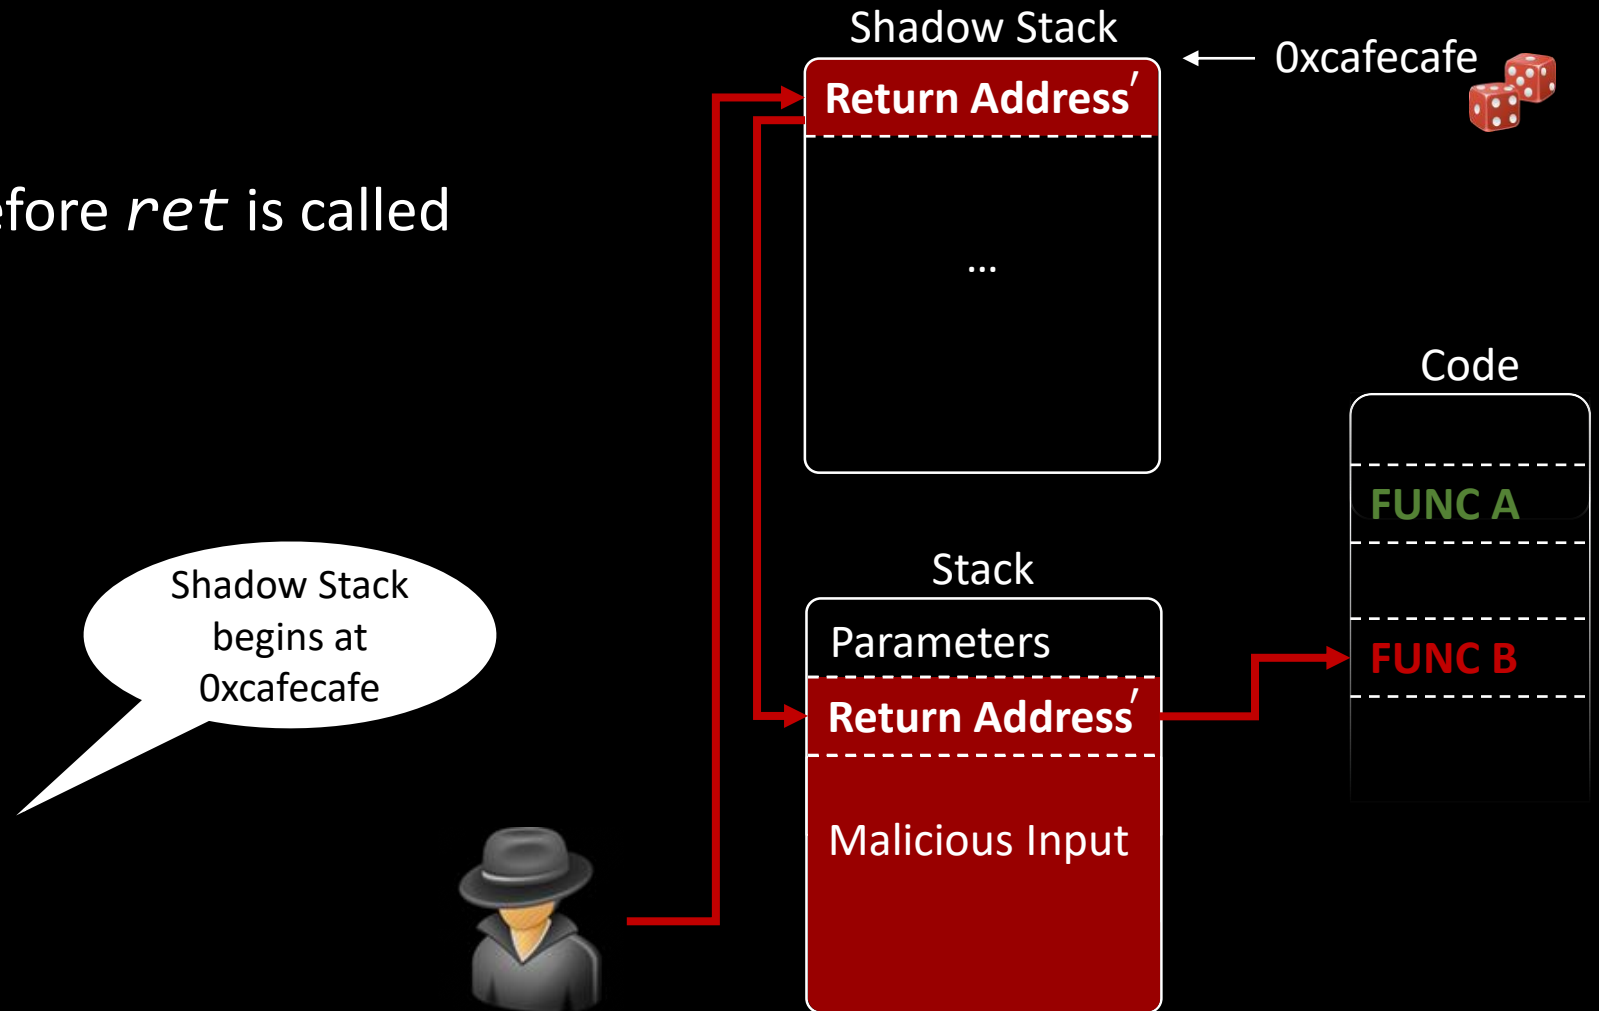 Shadow Stack
0xcafecafe
Return Address′
efore ret is called
...
Code
FUNC A
Shadow Stack
begins at
0xcafecafe
Stack
Parameters
FUNC B
Return Address′
Malicious Input